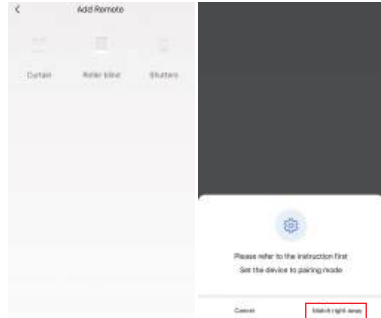 Add Remote
Curtain
Roller blind
Shutters
Please refer to the instruction first
Set the device to pairing mode
Cancel
Match right away